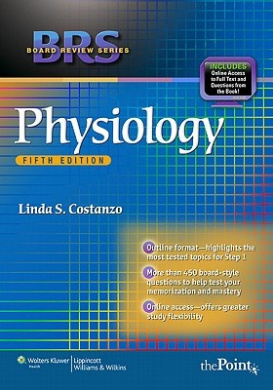 BRS
BOARD REVIEW SERIES
INCLUDES
Online Access
to Full Text and
Questions from
the Book!
Physiology
FIFTH EDITION
Linda S. Costanzo
Outline format—highlights the
most tested topics for Step 1
More than 450 board-style
questions to help test your
memorization and mastery
Online access—offers greater
study flexibility
Wolters Kluwer
Health
Lippincott
Williams & Wilkins
thePoint